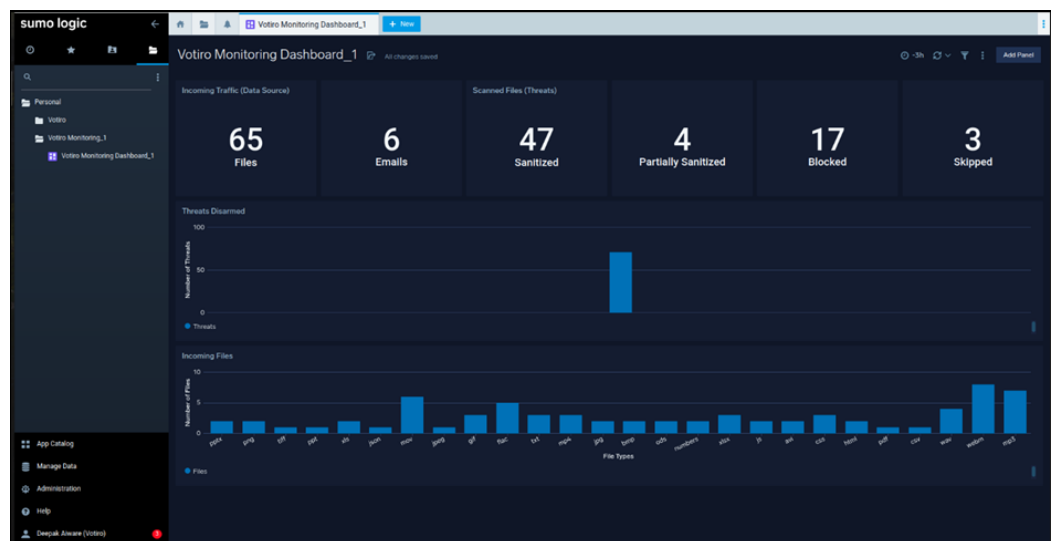 sumo logic
Votiro Monitoring Dashboard_1
+ New
Votiro Monitoring Dashboard_1
All changes saved
-3h
Add Panel
Personal
Votiro
Votiro Monitoring_1
Votiro Monitoring Dashboard_1
Incoming Traffic (Data Source)
Scanned Files (Threats)
65
Files
6
Emails
47
Sanitized
4
Partially Sanitized
17
Blocked
3
Skipped
Threats Disarmed
Number of Threats
100
50
0
Threats
Incoming Files
Number of Files
10
5
0
pptx png tiff ppt xls json mov jpeg gif flac txt mp4 jpg bmp ods numbers xlsx js avi css html pdf csv wav webm mp3
File Types
Files
App Catalog
Manage Data
Administration
Help
Deepak Aiware (Votiro)